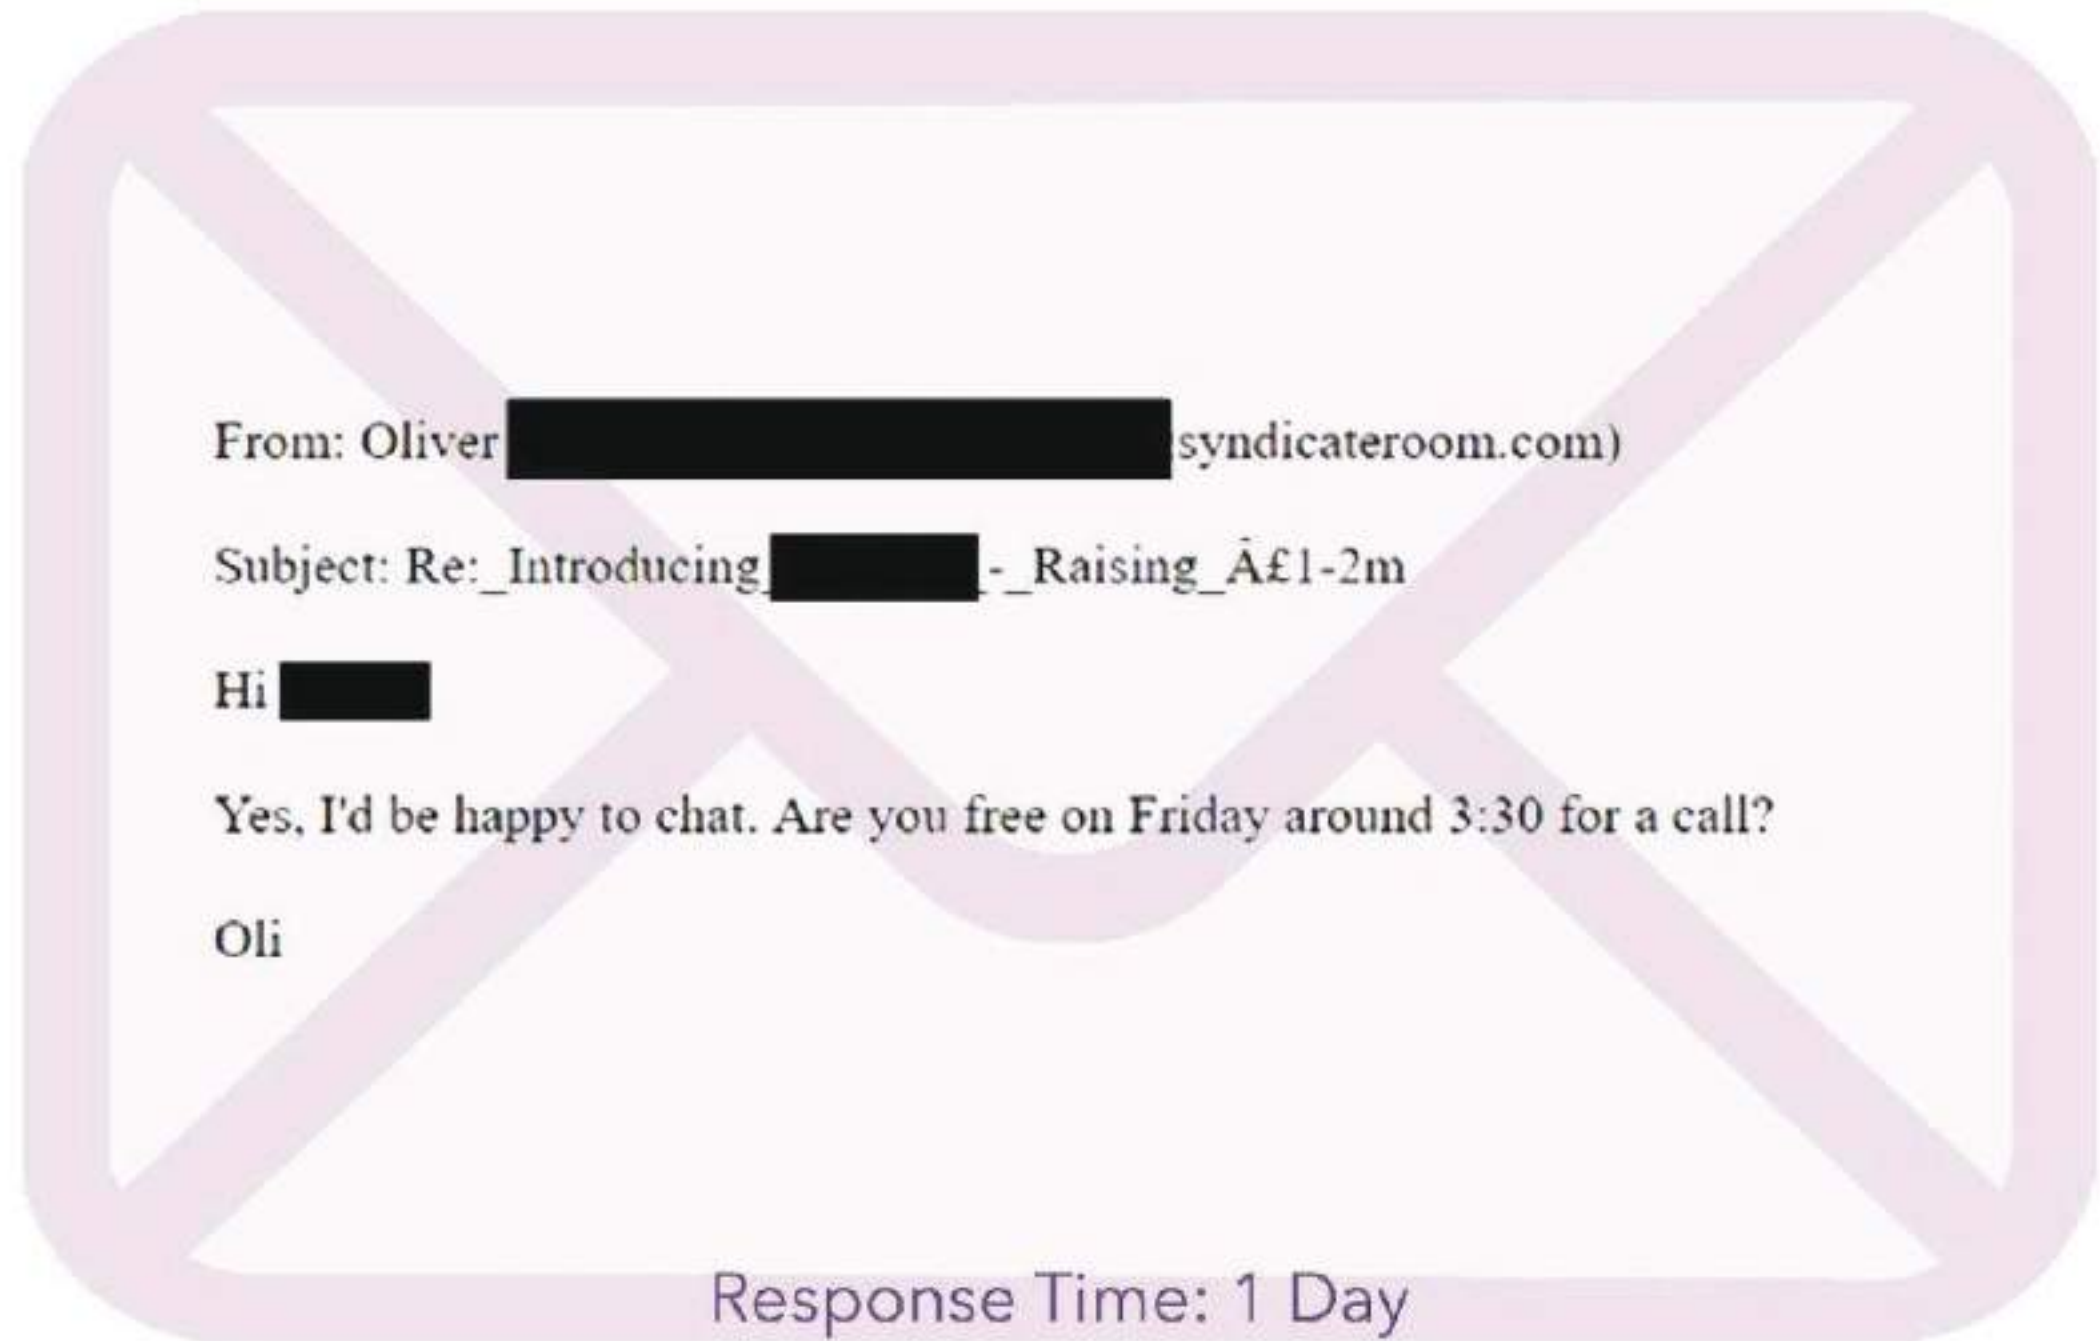 From: Oliver syndicateroom.com)
Subject: Re:_Introducing_ -_Raising_Â£1-2m
Hi
Yes, I'd be happy to chat. Are you free on Friday around 3:30 for a call?
Oli
Response Time: 1 Day